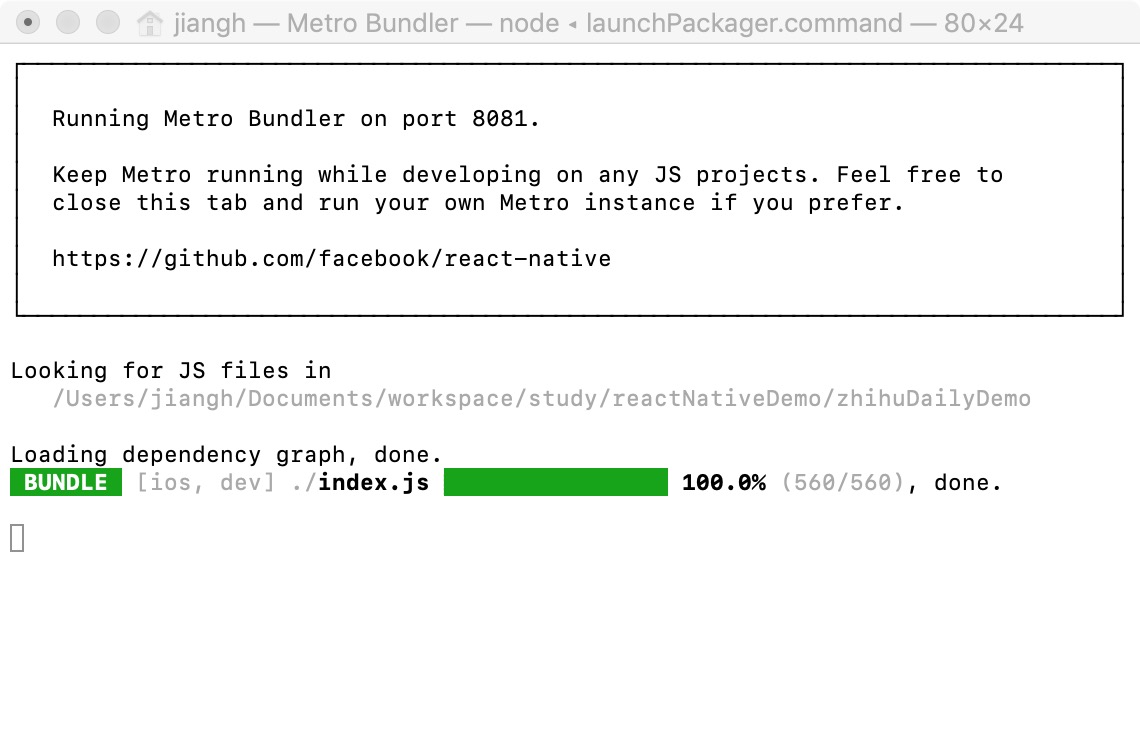 jiangh — Metro Bundler — node ◂ launchPackager.command — 80×24
Running Metro Bundler on port 8081.
Keep Metro running while developing on any JS projects. Feel free to
close this tab and run your own Metro instance if you prefer.
https://github.com/facebook/react-native
Looking for JS files in
/Users/jiangh/Documents/workspace/study/reactNativeDemo/zhihuDailyDemo
Loading dependency graph, done.
BUNDLE [ios, dev] ./index.js 100.0% (560/560), done.